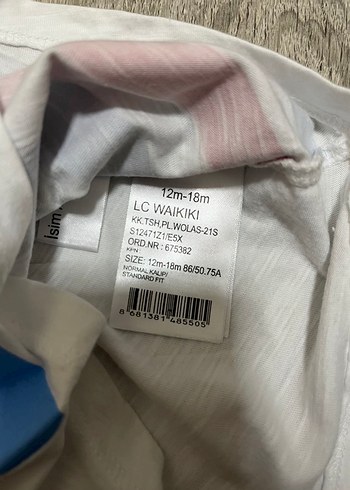 12m-18m
LC WAIKIKI
KK.TSH,PL.WOLAS-21S
S12471Z1/E5X
ORD.NR : 675382
KPN
SIZE: 12m-18m 86/50.75A
NORMAL KALIP/
STANDARD FIT
8 681381 485505
İsim